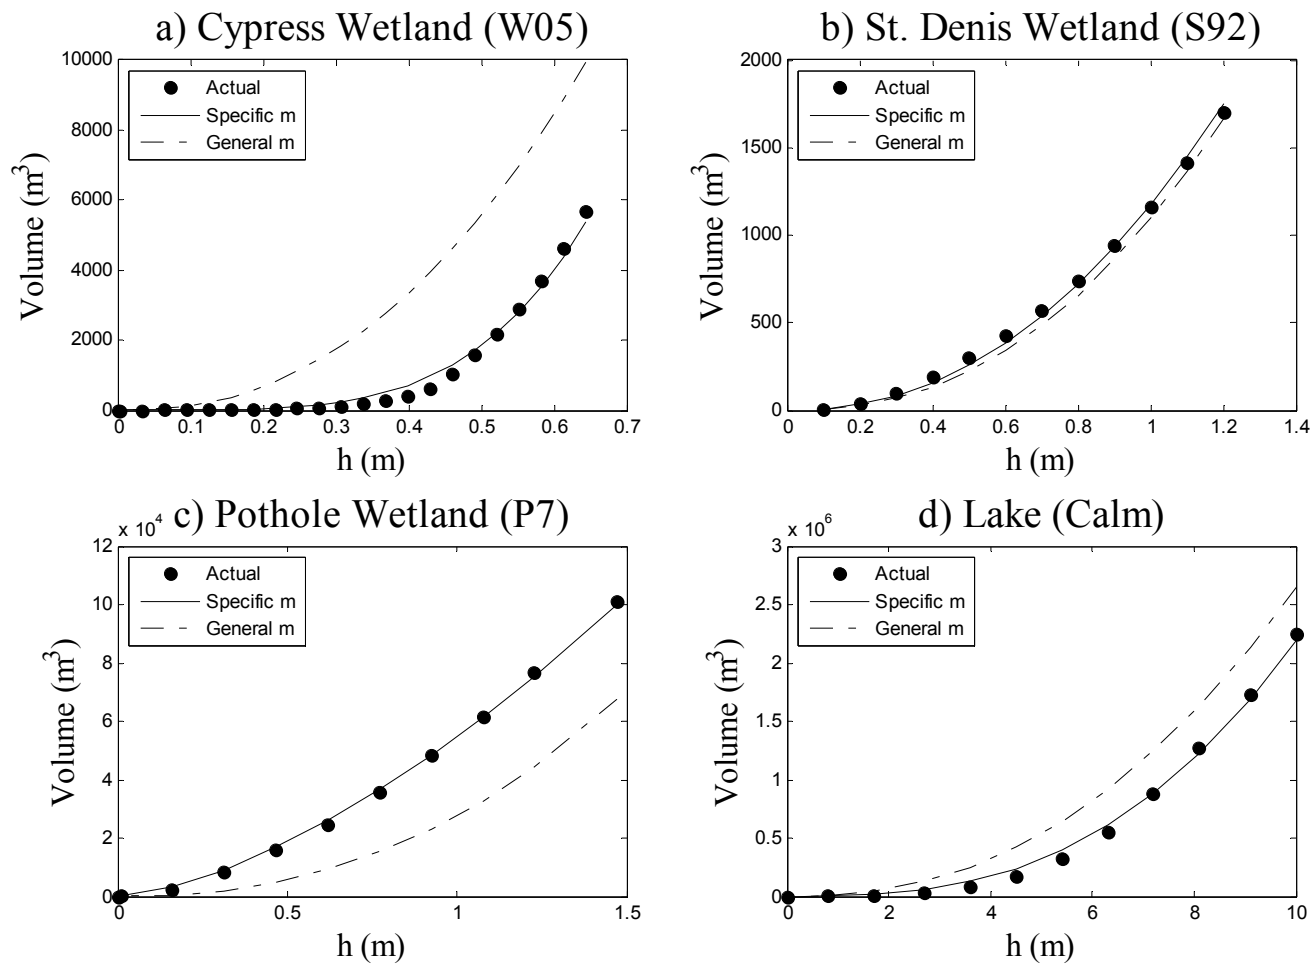 a) Cypress Wetland (W05)
10000
8000
6000
4000
2000
0
Volume (m³)
Actual
Specific m
General m
0 0.1 0.2 0.3 0.4 0.5 0.6 0.7
h (m)
b) St. Denis Wetland (S92)
2000
1500
1000
500
0
Volume (m³)
Actual
Specific m
General m
0 0.2 0.4 0.6 0.8 1 1.2 1.4
h (m)
c) Pothole Wetland (P7)
x 10⁴
12
10
8
6
4
2
0
Volume (m³)
Actual
Specific m
General m
0 0.5 1 1.5
h (m)
d) Lake (Calm)
x 10⁶
3
2.5
2
1.5
1
0.5
0
Volume (m³)
Actual
Specific m
General m
0 2 4 6 8 10
h (m)